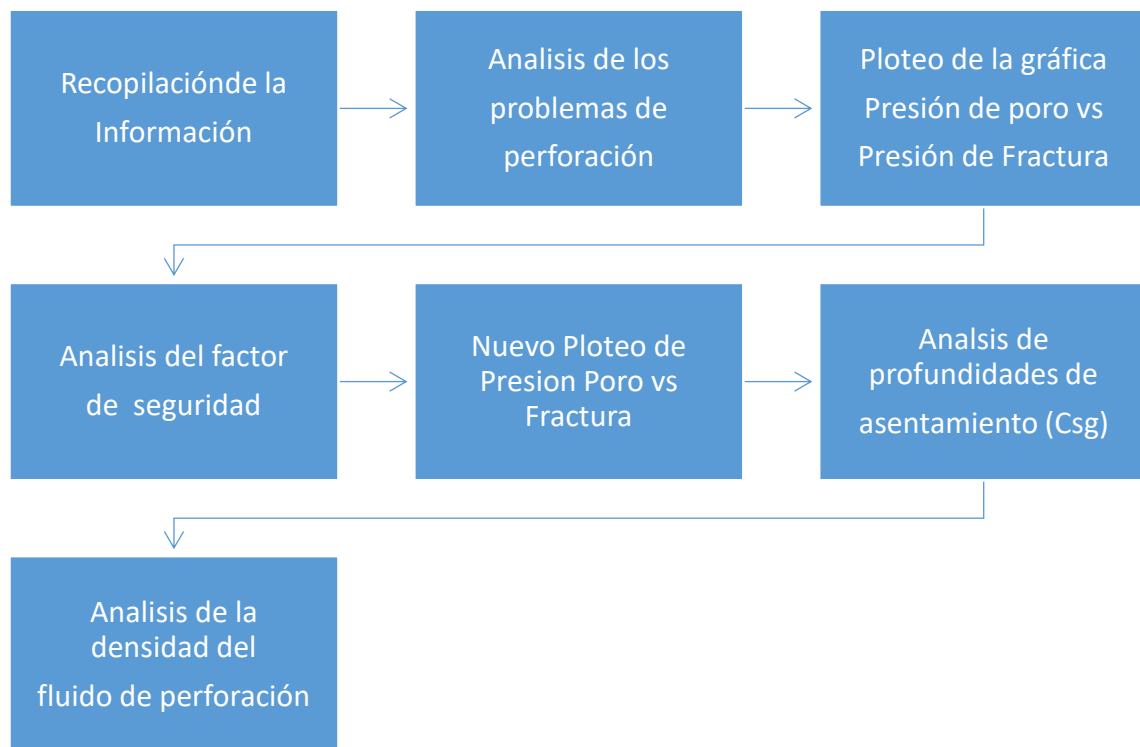 Recopilaciónde la
Información
Analisis de los
problemas de
perforación
Ploteo de la gráfica
Presión de poro vs
Presión de Fractura
Analisis del factor
de seguridad
Nuevo Ploteo de
Presion Poro vs
Fractura
Analsis de
profundidades de
asentamiento (Csg)
Analisis de la
densidad del
fluido de perforación